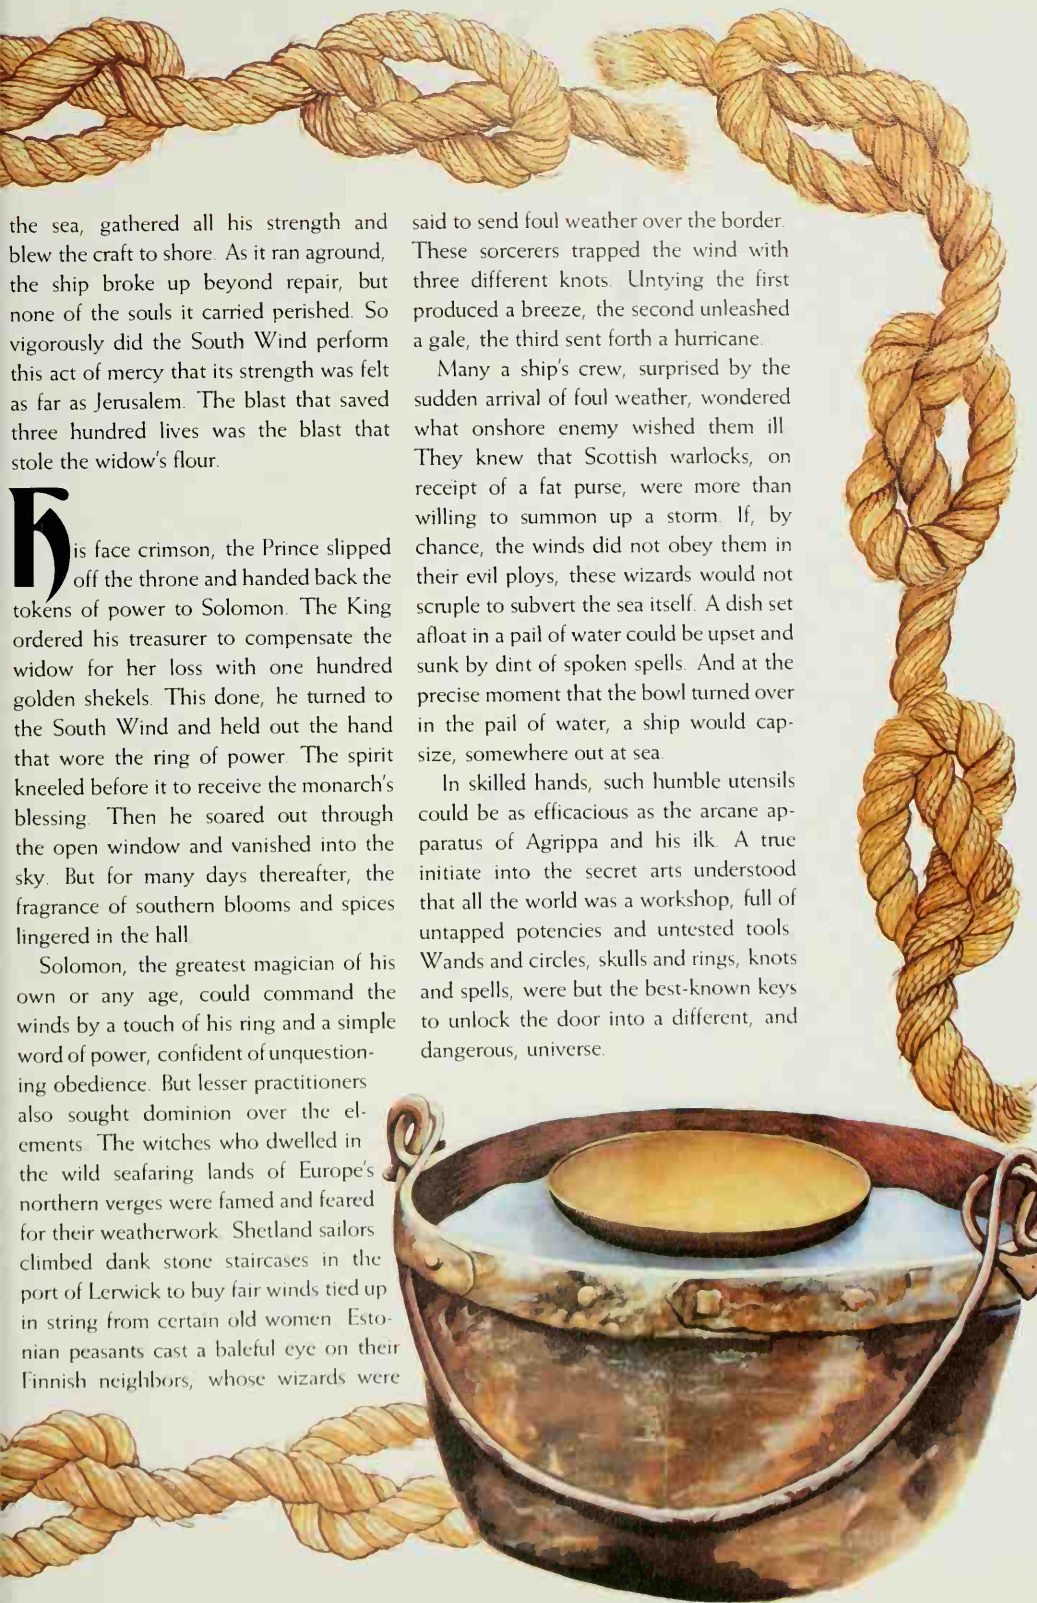 the sea, gathered all his strength and
blew the craft to shore. As it ran aground,
the ship broke up beyond repair, but
none of the souls it carried perished. So
vigorously did the South Wind perform
this act of mercy that its strength was felt
as far as Jerusalem. The blast that saved
three hundred lives was the blast that
stole the widow's flour.
His face crimson, the Prince slipped
off the throne and handed back the
tokens of power to Solomon. The King
ordered his treasurer to compensate the
widow for her loss with one hundred
golden shekels. This done, he turned to
the South Wind and held out the hand
that wore the ring of power. The spirit
kneeled before it to receive the monarch's
blessing. Then he soared out through
the open window and vanished into the
sky. But for many days thereafter, the
fragrance of southern blooms and spices
lingered in the hall.
Solomon, the greatest magician of his
own or any age, could command the
winds by a touch of his ring and a simple
word of power, confident of unquestion-
ing obedience. But lesser practitioners
also sought dominion over the el-
ements. The witches who dwelled in
the wild seafaring lands of Europe's
northern verges were famed and feared
for their weatherwork. Shetland sailors
climbed dank stone staircases in the
port of Lerwick to buy fair winds tied up
in string from certain old women. Esto-
nian peasants cast a baleful eye on their
Finnish neighbors, whose wizards were
said to send foul weather over the border.
These sorcerers trapped the wind with
three different knots. Untying the first
produced a breeze, the second unleashed
a gale, the third sent forth a hurricane.
Many a ship's crew, surprised by the
sudden arrival of foul weather, wondered
what onshore enemy wished them ill.
They knew that Scottish warlocks, on
receipt of a fat purse, were more than
willing to summon up a storm. If, by
chance, the winds did not obey them in
their evil ploys, these wizards would not
scruple to subvert the sea itself. A dish set
afloat in a pail of water could be upset and
sunk by dint of spoken spells. And at the
precise moment that the bowl turned over
in the pail of water, a ship would cap-
size, somewhere out at sea.
In skilled hands, such humble utensils
could be as efficacious as the arcane ap-
paratus of Agrippa and his ilk. A true
initiate into the secret arts understood
that all the world was a workshop, full of
untapped potencies and untested tools.
Wands and circles, skulls and rings, knots
and spells, were but the best-known keys
to unlock the door into a different, and
dangerous, universe.